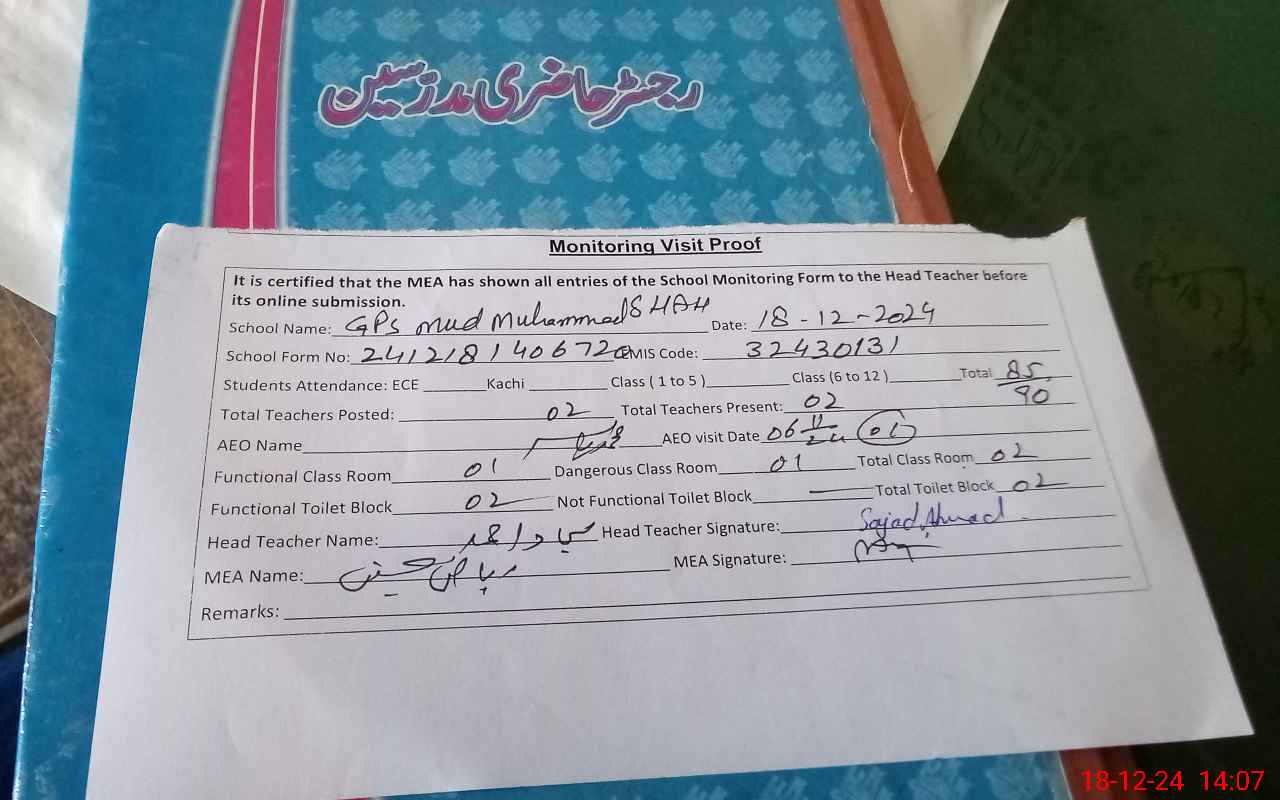 رجسٹر حاضری مدرسین
Monitoring Visit Proof
It is certified that the MEA has shown all entries of the School Monitoring Form to the Head Teacher before
its online submission.
School Name: GPS mud Muhammad SHAH Date: 18-12-2024
School Form No: 241218140672 EMIS Code: 32430131
Students Attendance: ECE Kachi Class ( 1 to 5 ) Class (6 to 12 ) Total 85
90
Total Teachers Posted: 02 Total Teachers Present: 02
AEO Name AEO visit Date 06 11/24 01
Functional Class Room 01 Dangerous Class Room 01 Total Class Room 02
Functional Toilet Block 02 Not Functional Toilet Block Total Toilet Block 02
Head Teacher Name: سجاد احمد Head Teacher Signature: Sajad Ahmad
MEA Name: ریاض حسین MEA Signature:
Remarks:
18-12-24 14:07